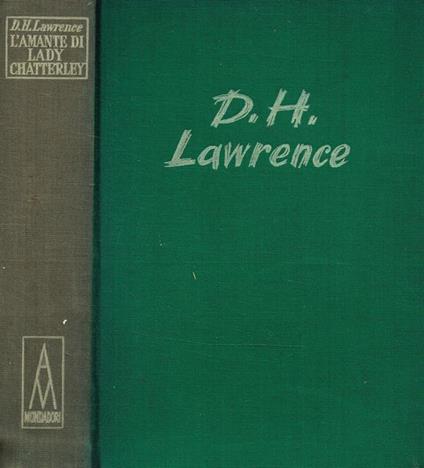 D.H. Lawrence
L'AMANTE DI
LADY
CHATTERLEY
AM
MONDADORI
D.H.
Lawrence